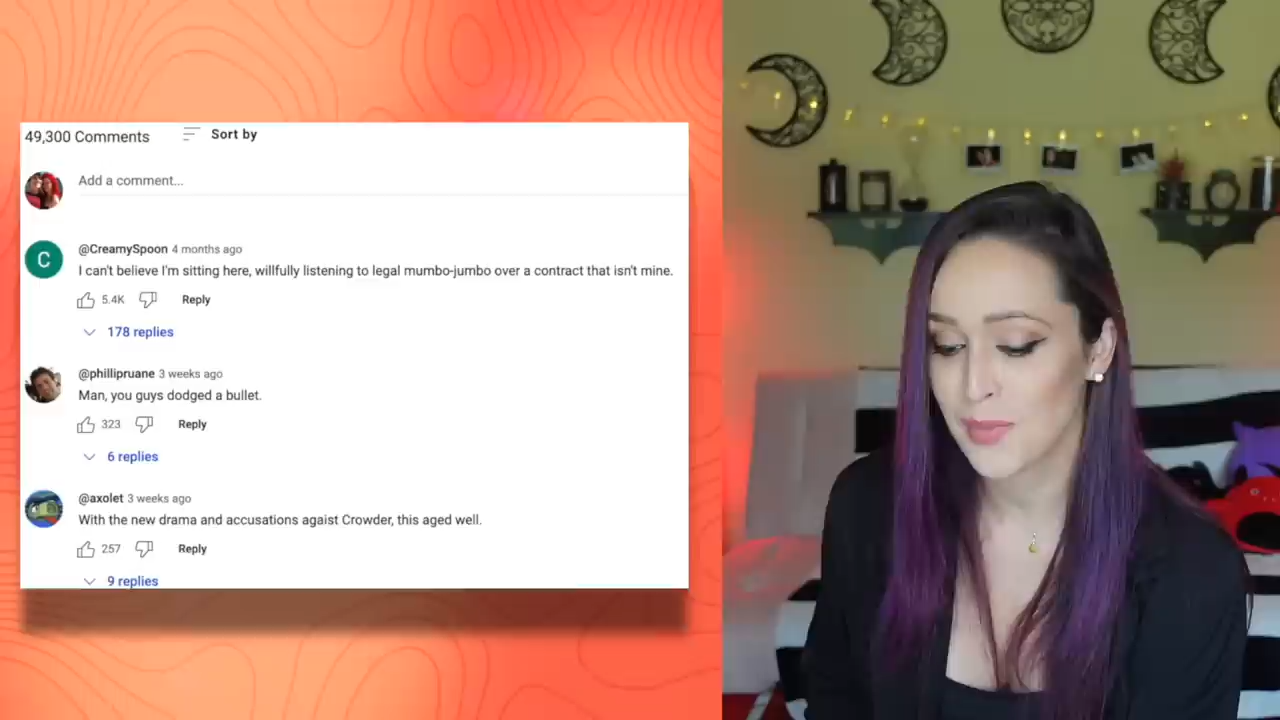 49,300 Comments
Sort by
Add a comment...
C
@CreamySpoon 4 months ago
I can't believe I'm sitting here, willfully listening to legal mumbo-jumbo over a contract that isn't mine.
5.4K Reply
178 replies
@phillipruane 3 weeks ago
Man, you guys dodged a bullet.
323 Reply
6 replies
@axolet 3 weeks ago
With the new drama and accusations agaist Crowder, this aged well.
257 Reply
9 replies